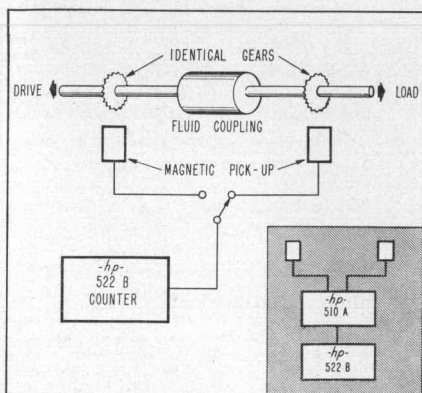 IDENTICAL GEARS
DRIVE
LOAD
FLUID COUPLING
MAGNETIC PICK-UP
-hp-
522 B
COUNTER
-hp-
510 A
-hp-
522 B